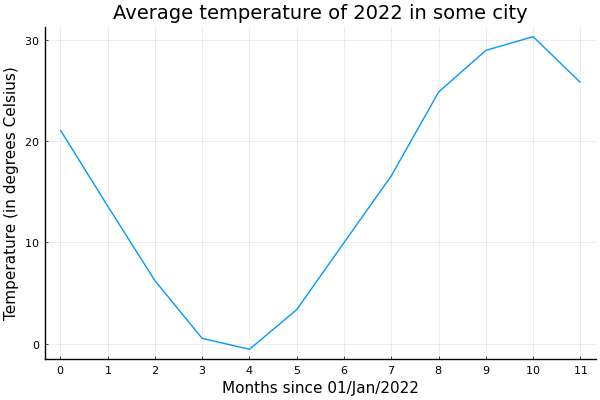 Average temperature of 2022 in some city
Temperature (in degrees Celsius)
30
20
10
0
0 1 2 3 4 5 6 7 8 9 10 11
Months since 01/Jan/2022